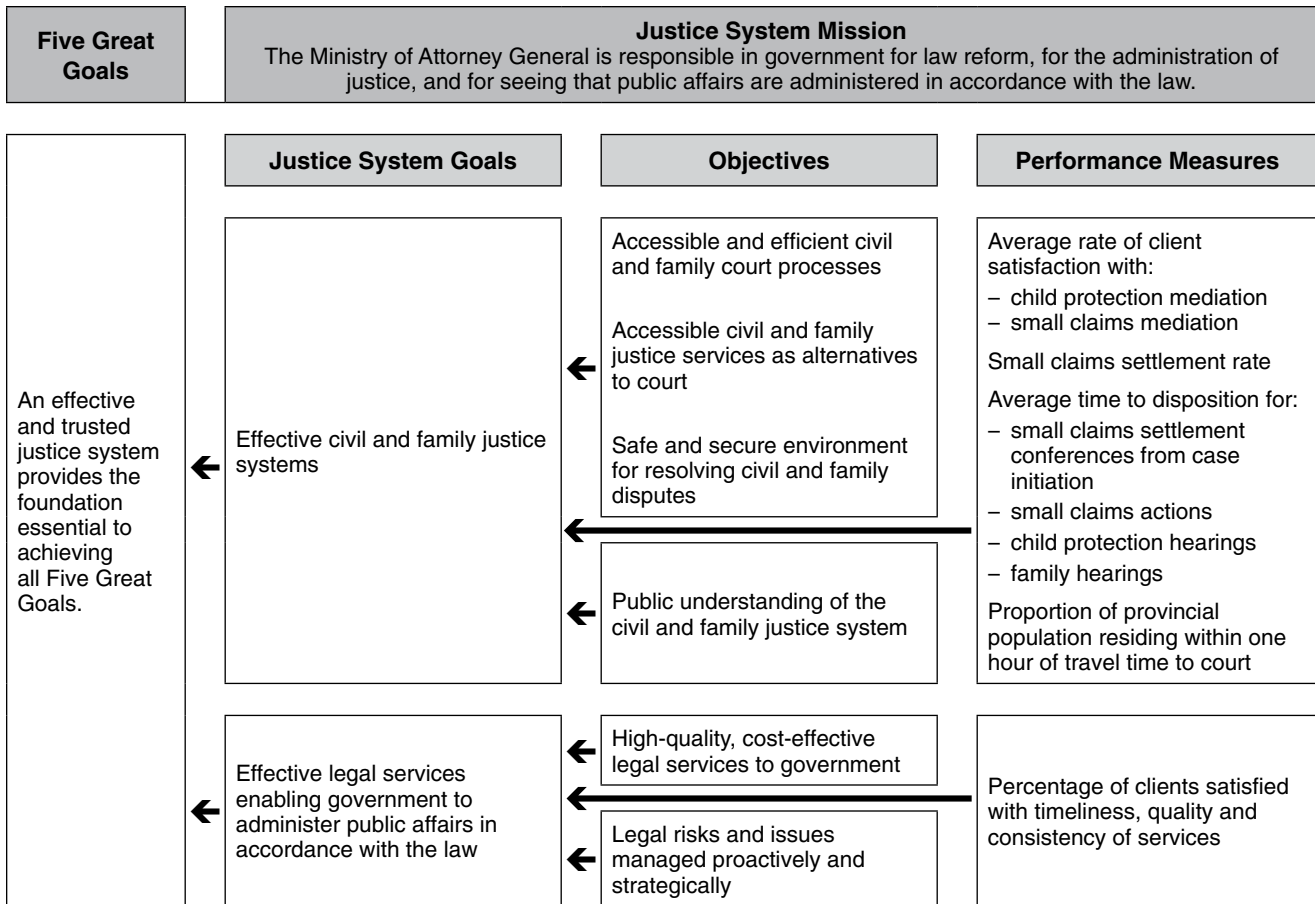 Five Great
Goals
Justice System Mission
The Ministry of Attorney General is responsible in government for law reform, for the administration of
justice, and for seeing that public affairs are administered in accordance with the law.
An effective
and trusted
justice system
provides the
foundation
essential to
achieving
all Five Great
Goals.
Justice System Goals
Objectives
Performance Measures
Effective civil and family justice
systems
Accessible and efficient civil
and family court processes
Accessible civil and family
justice services as alternatives
to court
Safe and secure environment
for resolving civil and family
disputes
Public understanding of the
civil and family justice system
Average rate of client
satisfaction with:
– child protection mediation
– small claims mediation
Small claims settlement rate
Average time to disposition for:
– small claims settlement
conferences from case
initiation
– small claims actions
– child protection hearings
– family hearings
Proportion of provincial
population residing within one
hour of travel time to court
Effective legal services
enabling government to
administer public affairs in
accordance with the law
High-quality, cost-effective
legal services to government
Legal risks and issues
managed proactively and
strategically
Percentage of clients satisfied
with timeliness, quality and
consistency of services